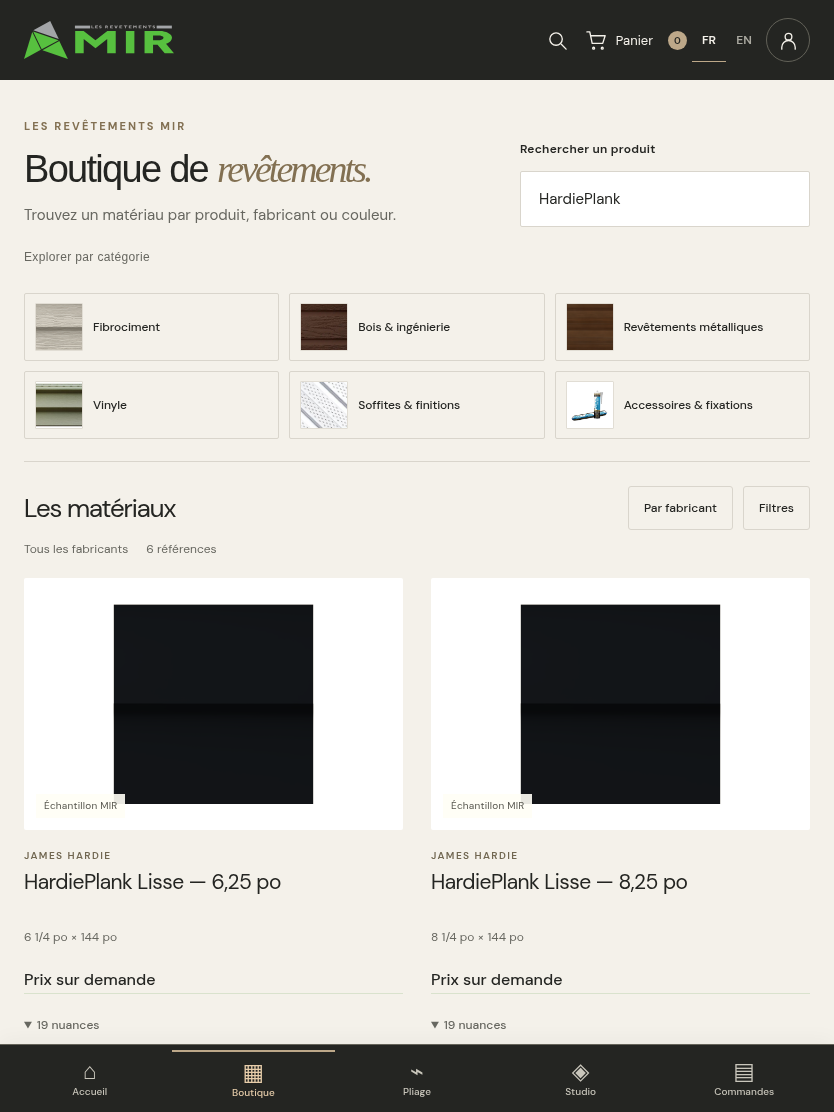 LES REVÊTEMENTS
MIR
Panier 0 FR EN
LES REVÊTEMENTS MIR
Boutique de revêtements.
Trouvez un matériau par produit, fabricant ou couleur.
Rechercher un produit
HardiePlank
Explorer par catégorie
Fibrociment
Bois & ingénierie
Revêtements métalliques
Vinyle
Soffites & finitions
Accessoires & fixations
Les matériaux
Par fabricant
Filtres
Tous les fabricants 6 références
Échantillon MIR
JAMES HARDIE
HardiePlank Lisse — 6,25 po
6 1/4 po × 144 po
Prix sur demande
▼ 19 nuances
Échantillon MIR
JAMES HARDIE
HardiePlank Lisse — 8,25 po
8 1/4 po × 144 po
Prix sur demande
▼ 19 nuances
Accueil
Boutique
Pliage
Studio
Commandes